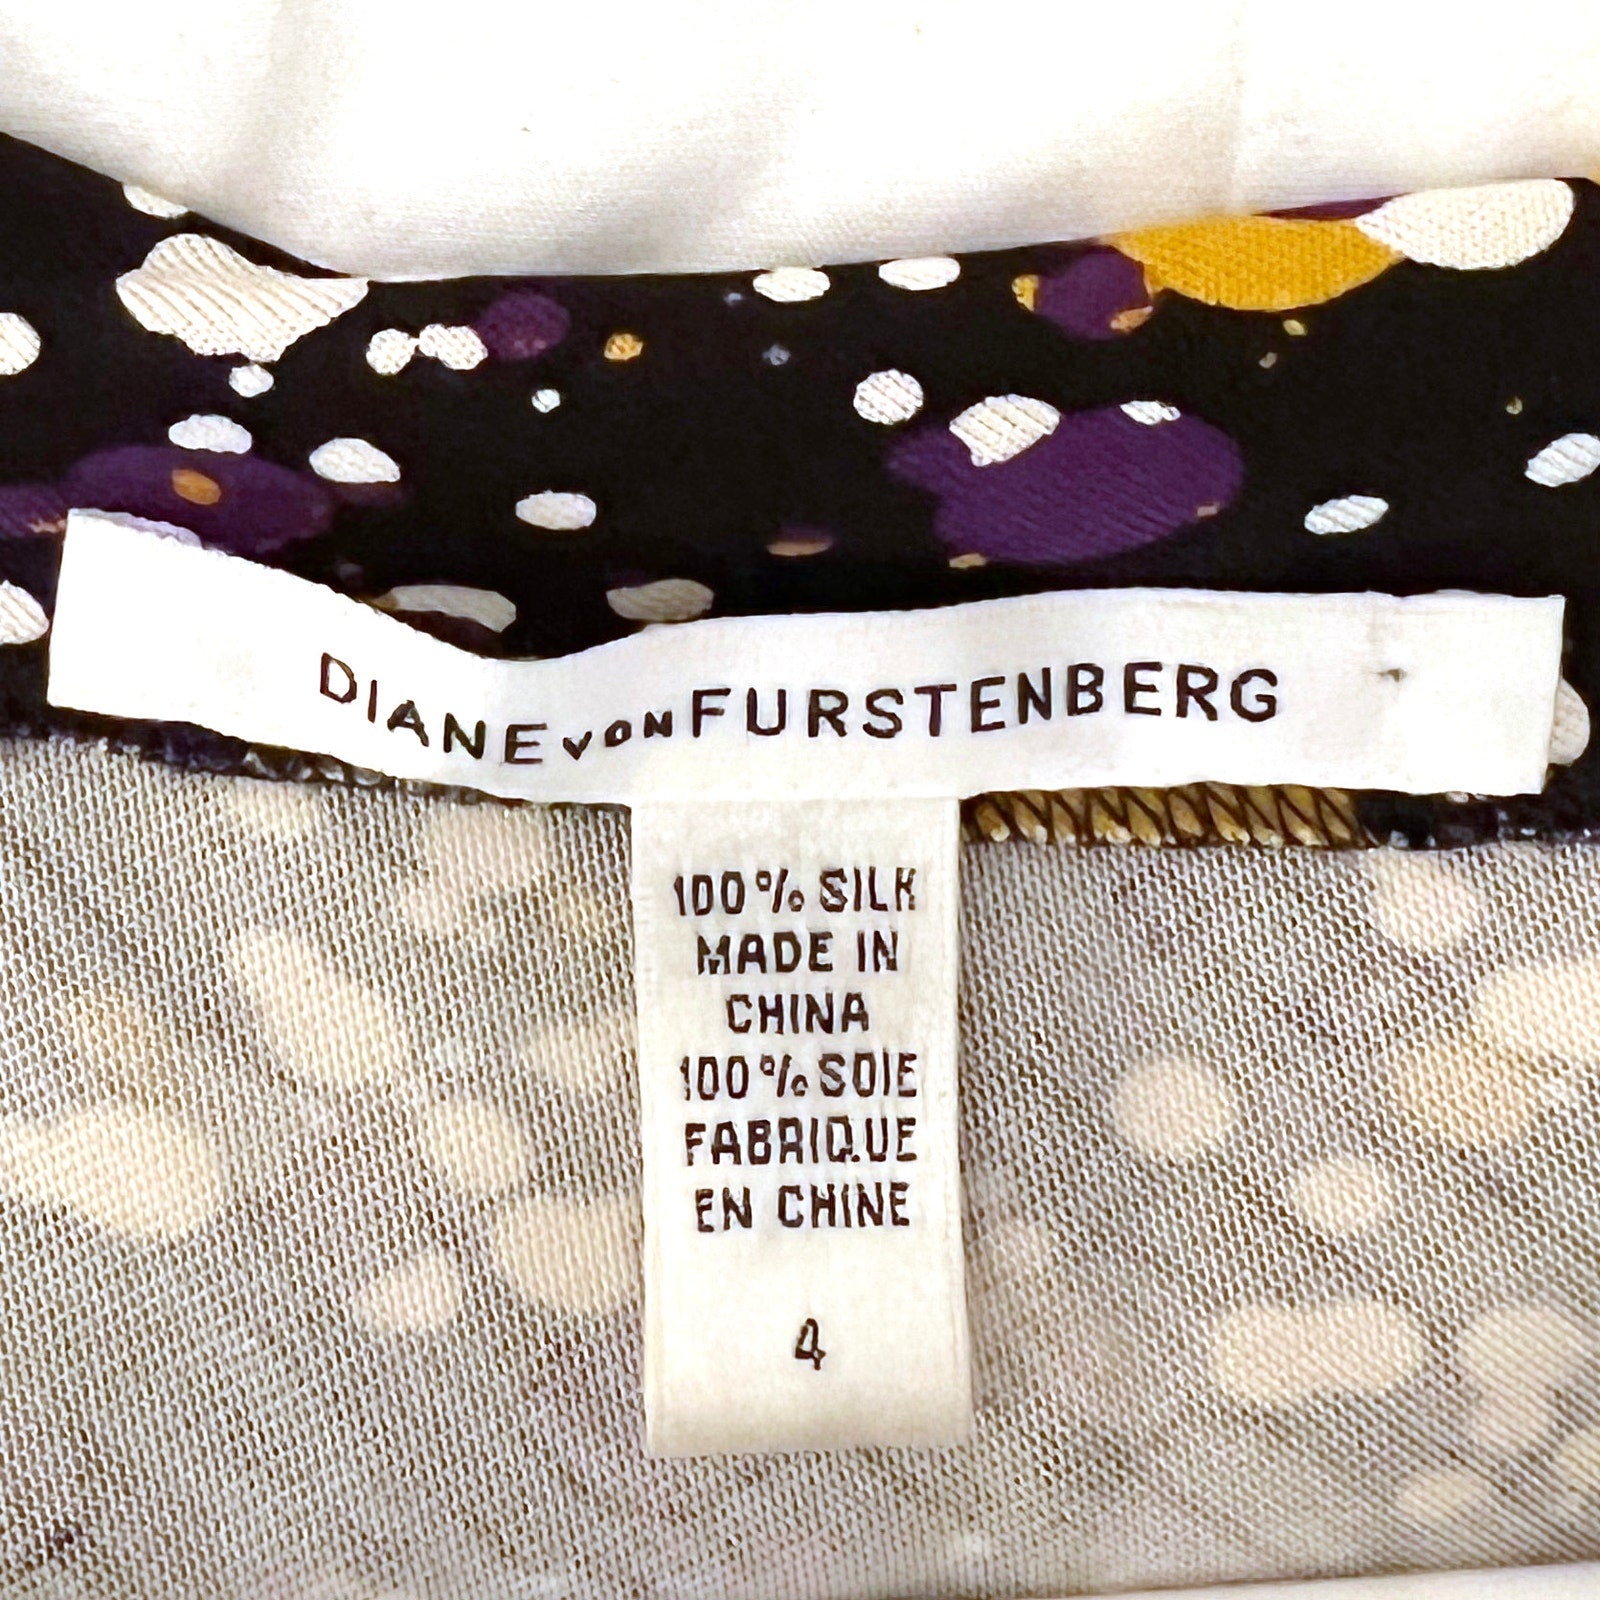 DIANE VON FURSTENBERG
100% SILK
MADE IN
CHINA
100% SOIE
FABRIQUE
EN CHINE
4